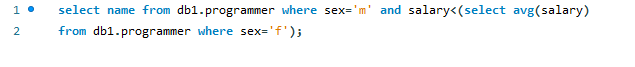 1 select name from db1.programmer where sex='m' and salary<(select avg(salary)
2 from db1.programmer where sex='f');